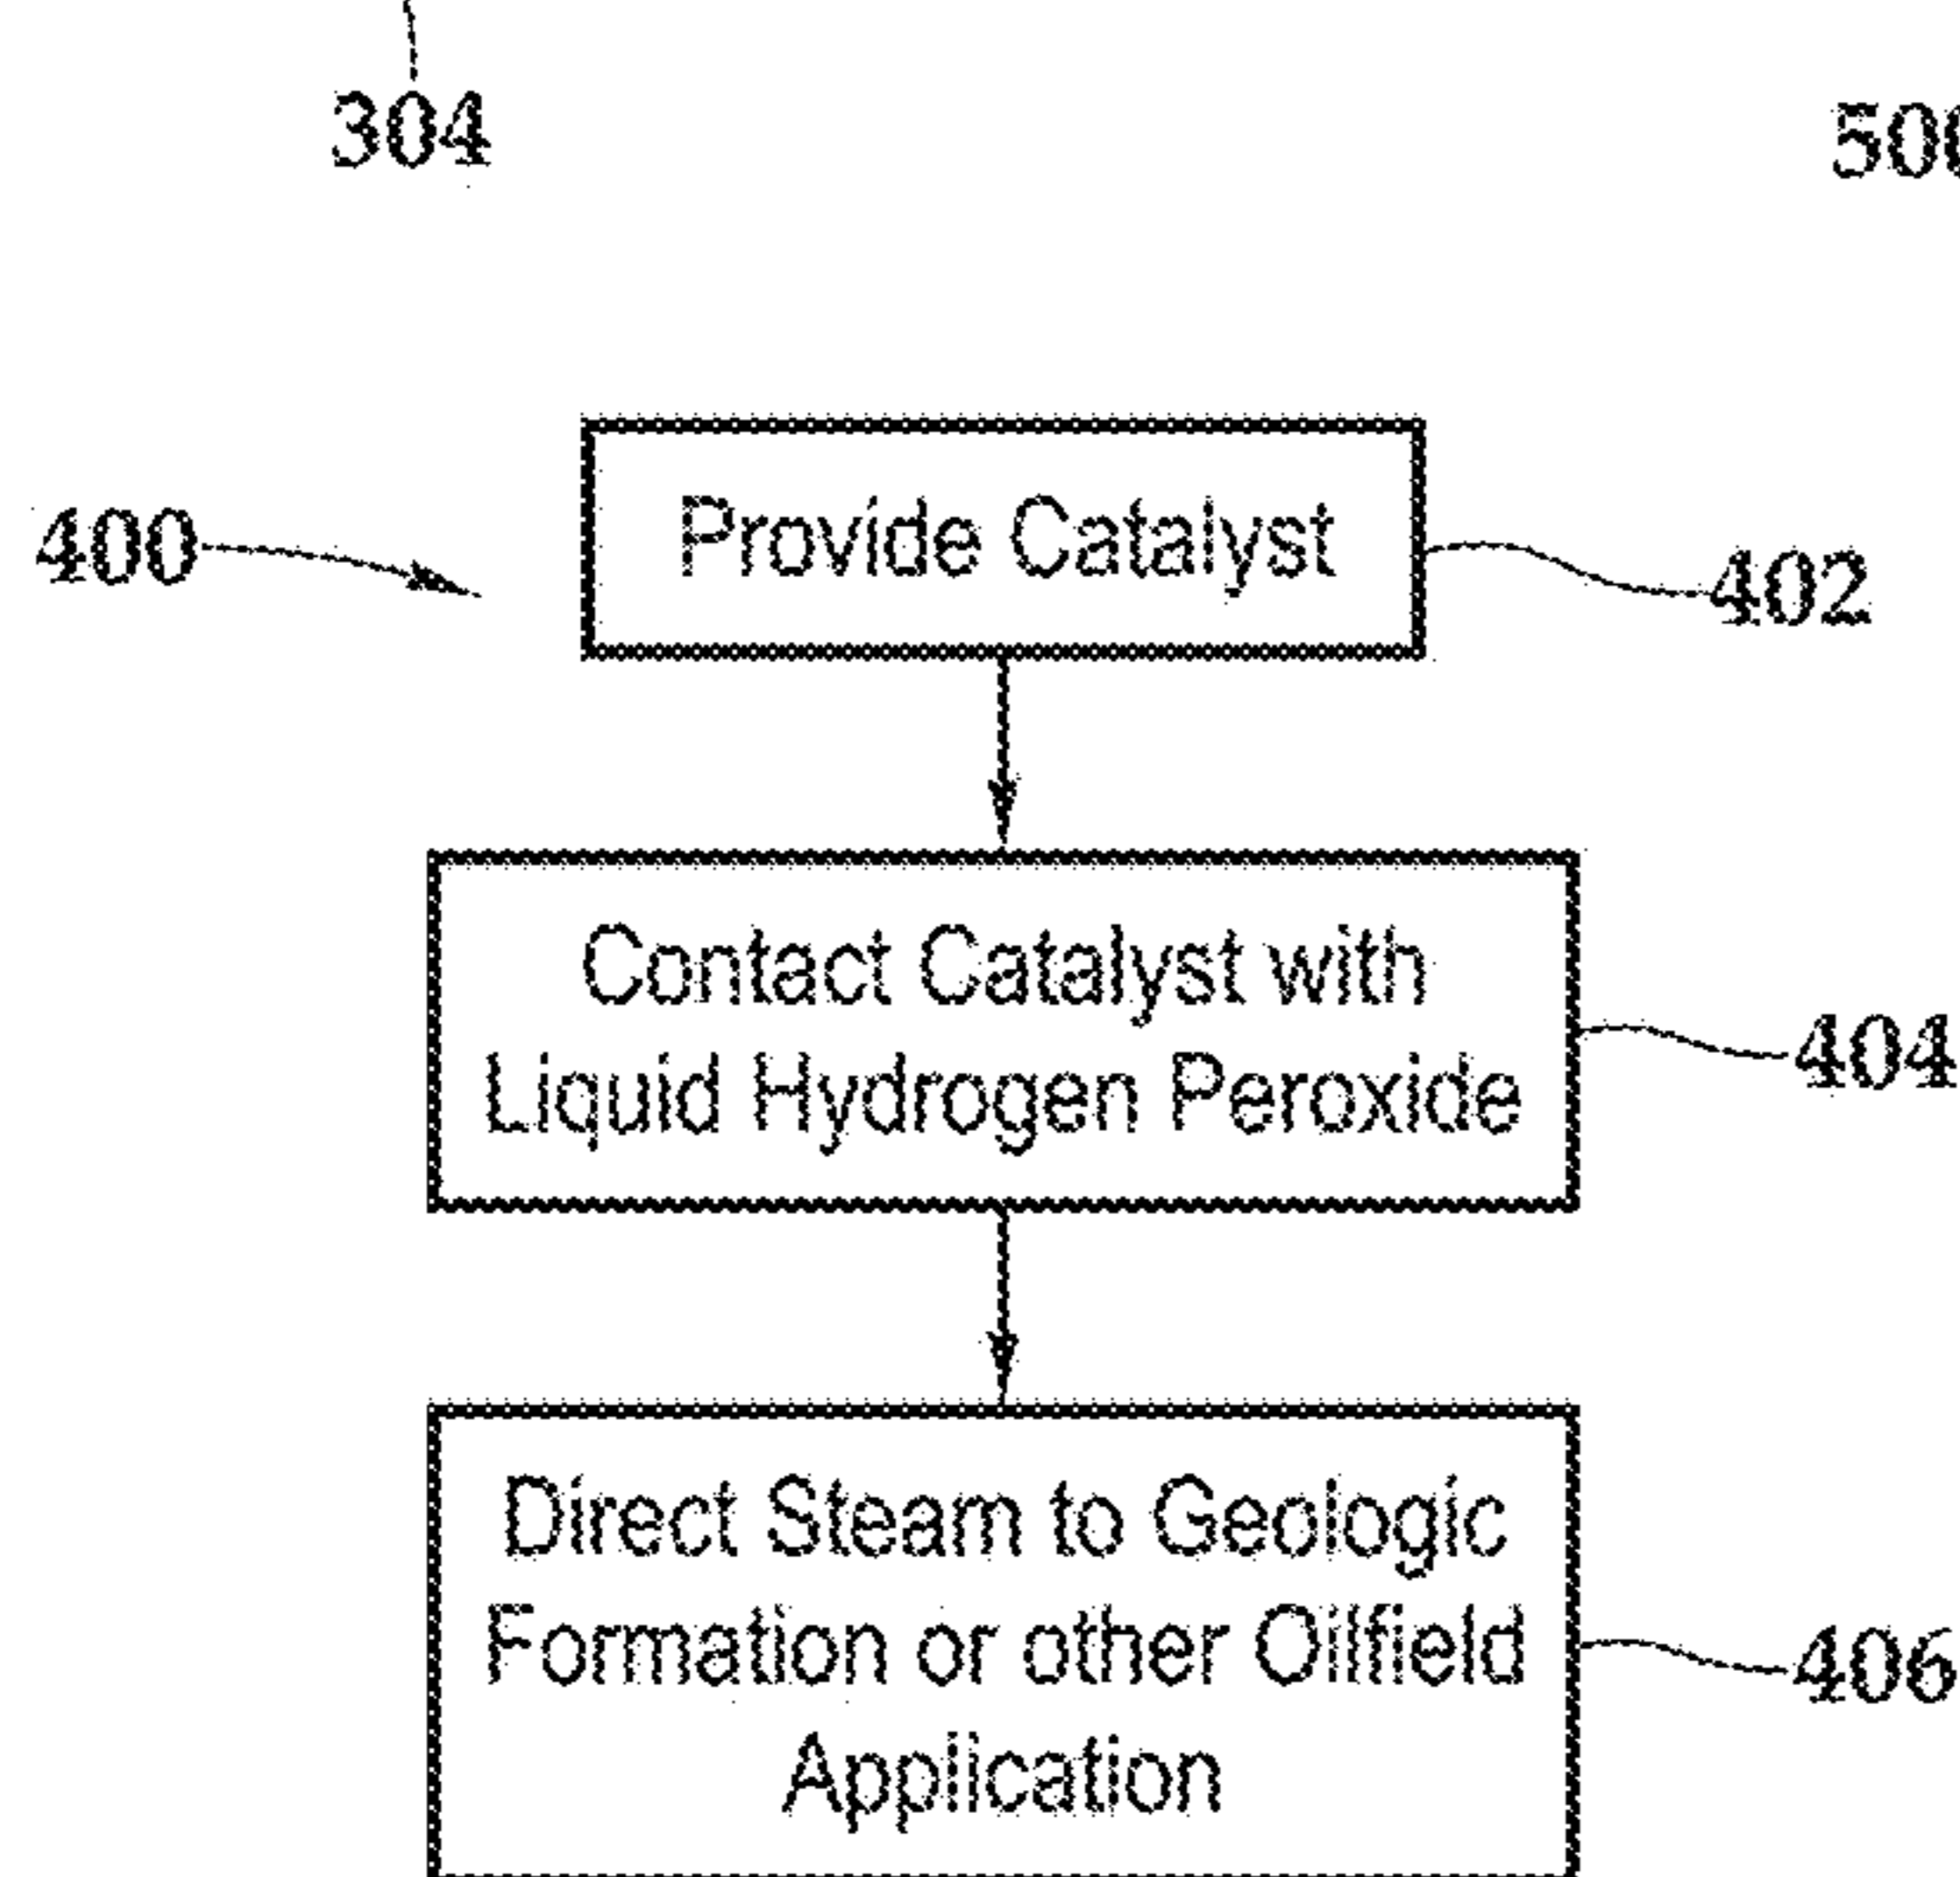 304
400
Provide Catalyst
402
Contact Catalyst with
Liquid Hydrogen Peroxide
404
Direct Steam to Geologic
Formation or other Oilfield
Application
406